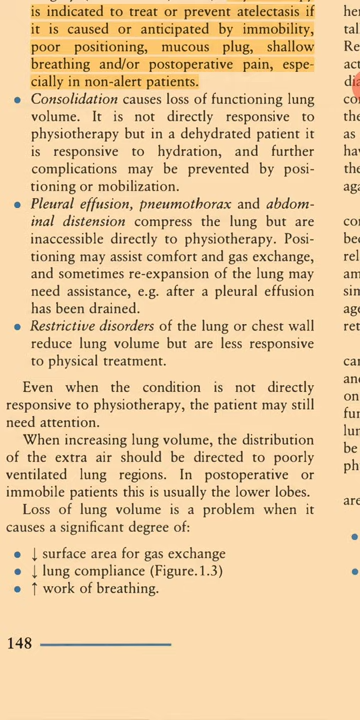 is indicated to treat or prevent atelectasis if
it is caused or anticipated by immobility,
poor positioning, mucous plug, shallow
breathing and/or postoperative pain, espe-
cially in non-alert patients.
• Consolidation causes loss of functioning lung
volume. It is not directly responsive to
physiotherapy but in a dehydrated patient it
is responsive to hydration, and further
complications may be prevented by posi-
tioning or mobilization.
• Pleural effusion, pneumothorax and abdom-
inal distension compress the lung but are
inaccessible directly to physiotherapy. Posi-
tioning may assist comfort and gas exchange,
and sometimes re-expansion of the lung may
need assistance, e.g. after a pleural effusion
has been drained.
• Restrictive disorders of the lung or chest wall
reduce lung volume but are less responsive
to physical treatment.
Even when the condition is not directly
responsive to physiotherapy, the patient may still
need attention.
When increasing lung volume, the distribution
of the extra air should be directed to poorly
ventilated lung regions. In postoperative or
immobile patients this is usually the lower lobes.
Loss of lung volume is a problem when it
causes a significant degree of:
• ↓ surface area for gas exchange
• ↓ lung compliance (Figure.1.3)
• ↑ work of breathing.
148